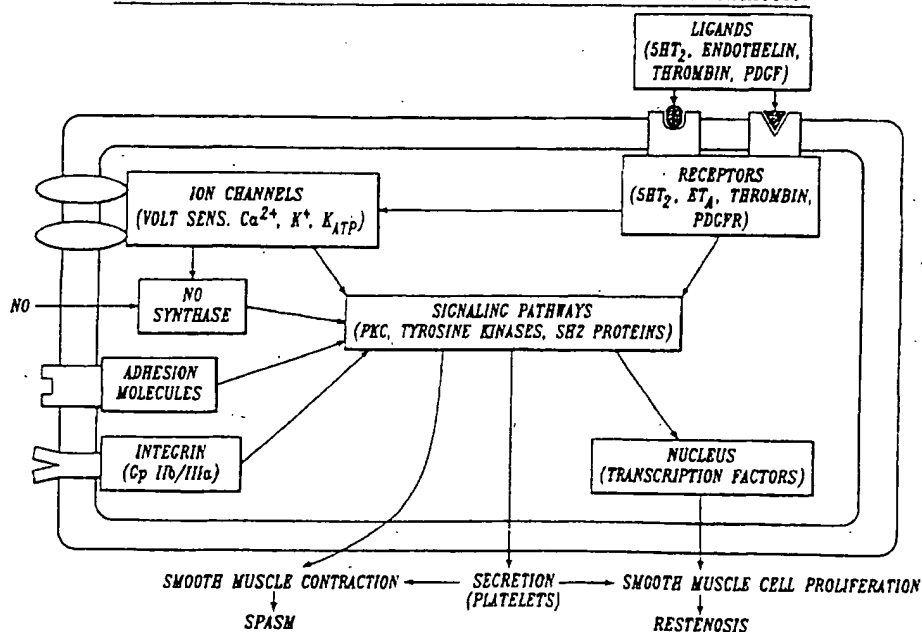 LIGANDS
(5HT₂, ENDOTHELIN,
THROMBIN, PDGF)
RECEPTORS
(5HT₂, ET_A, THROMBIN,
PDGFR)
ION CHANNELS
(VOLT SENS. Ca²⁺, K⁺, K_ATP)
NO
NO
SYNTHASE
SIGNALING PATHWAYS
(PKC, TYROSINE KINASES, SH2 PROTEINS)
ADHESION
MOLECULES
INTEGRIN
(Gp IIb/IIIa)
NUCLEUS
(TRANSCRIPTION FACTORS)
SMOOTH MUSCLE CONTRACTION
SECRETION
(PLATELETS)
SMOOTH MUSCLE CELL PROLIFERATION
SPASM
RESTENOSIS